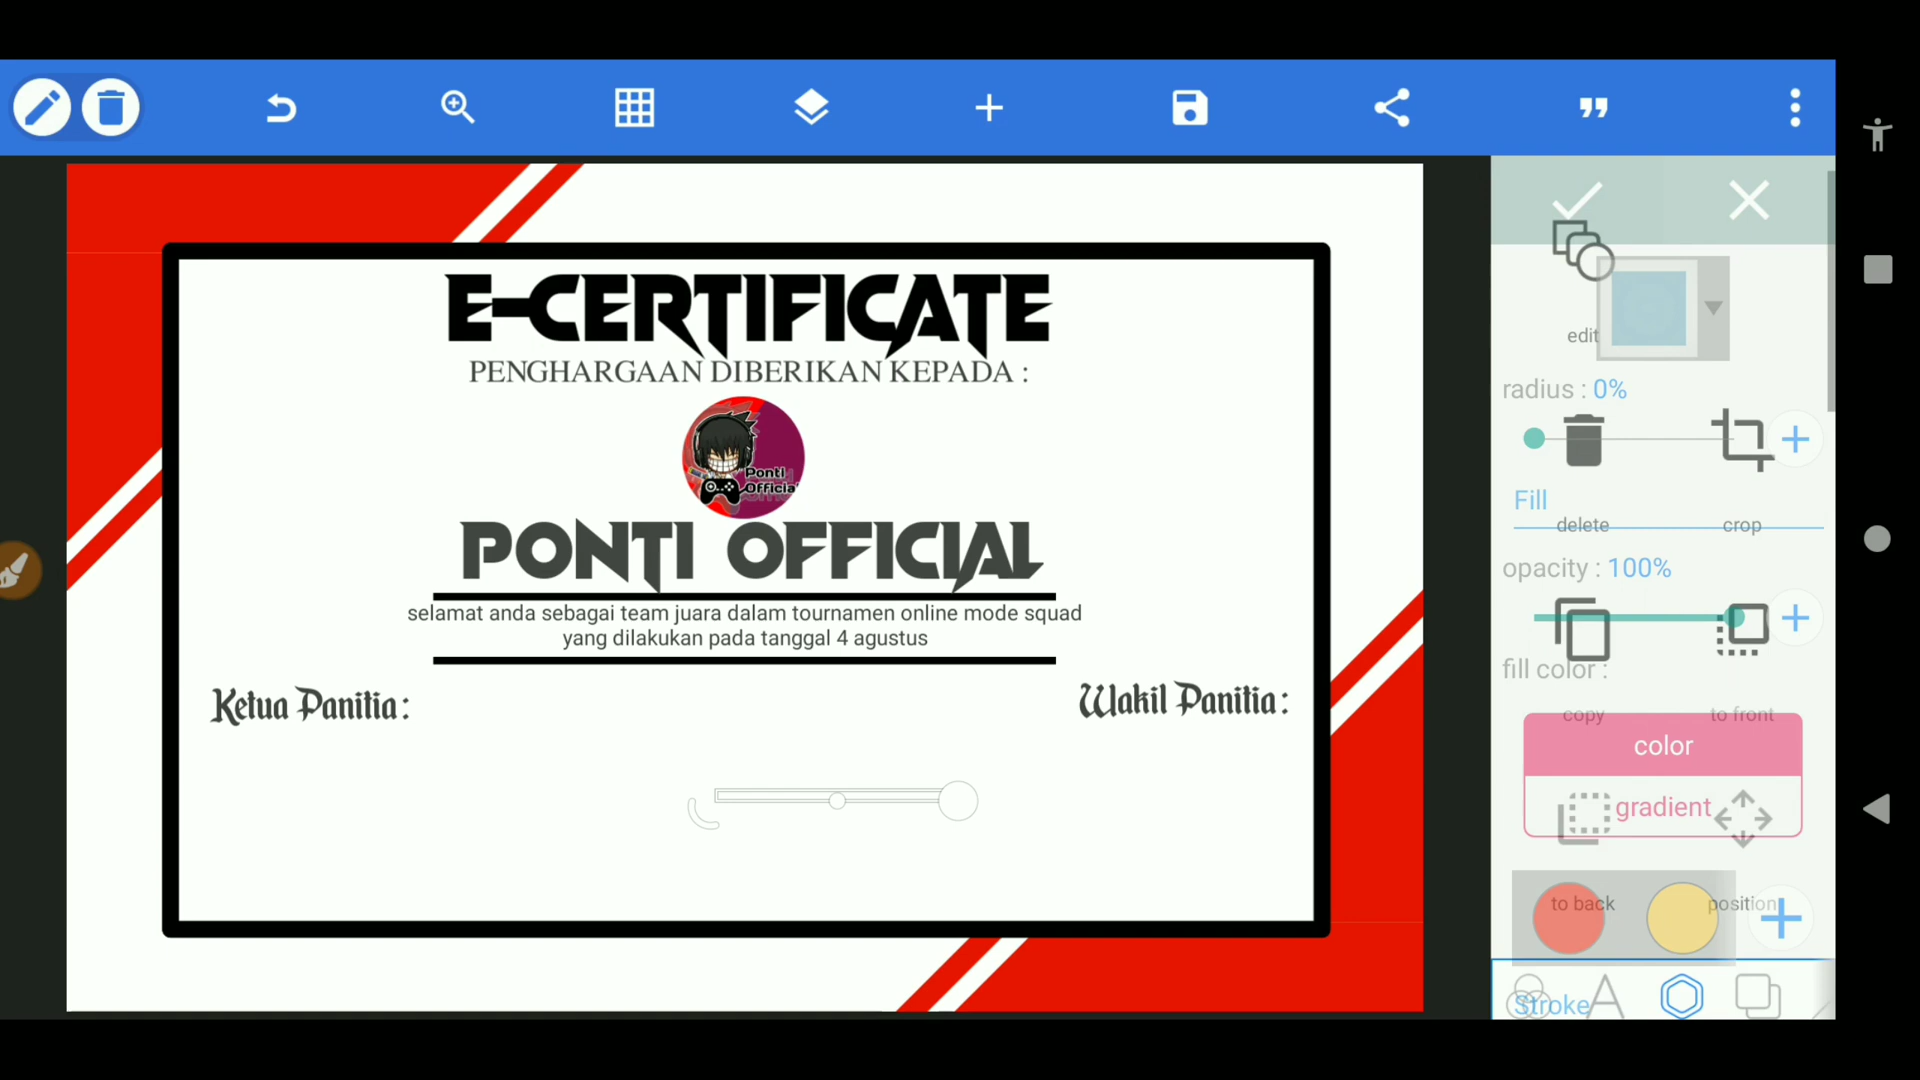 E-CERTIFICATE
PENGHARGAAN DIBERIKAN KEPADA :
Ponti
Official
PONTI OFFICIAL
selamat anda sebagai team juara dalam tournamen online mode squad
yang dilakukan pada tanggal 4 agustus
Ketua Panitia :
Wakil Panitia :
edit
radius : 0%
Fill
delete
crop
opacity : 100%
fill color :
copy
to front
color
gradient
to back
position
Stroke